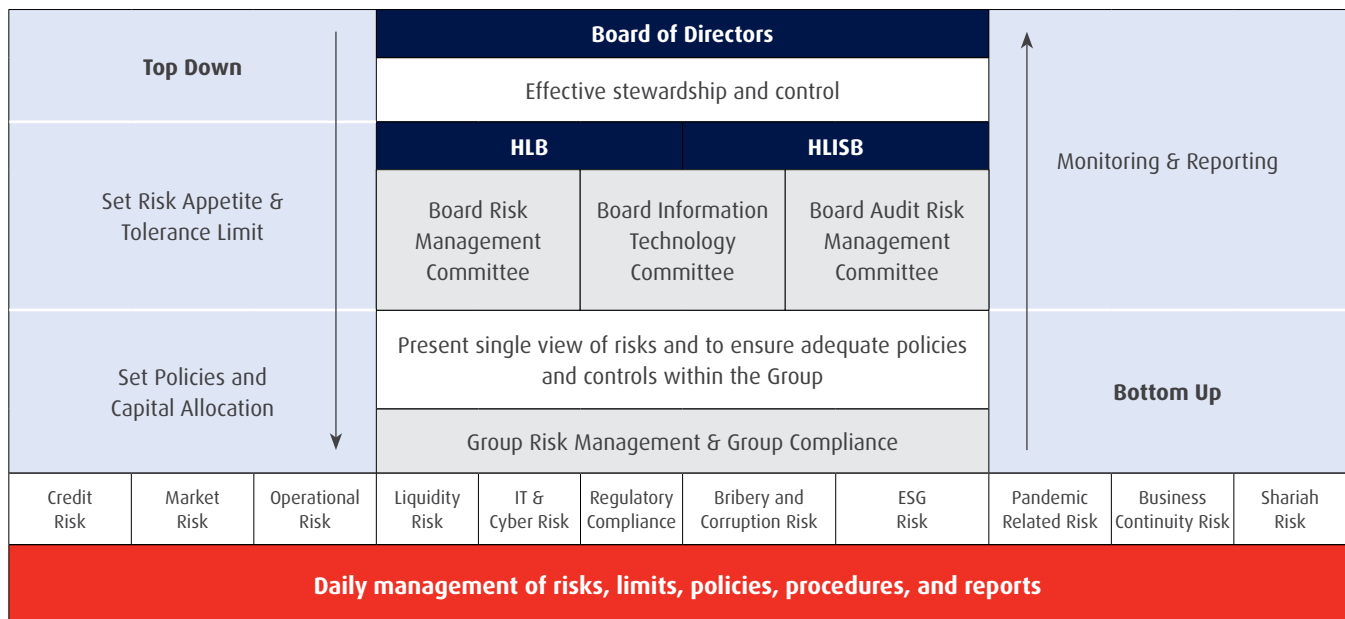 Board of Directors
Top Down
Effective stewardship and control
HLB
HLISB
Monitoring & Reporting
Set Risk Appetite &
Tolerance Limit
Board Risk
Management
Committee
Board Information
Technology
Committee
Board Audit Risk
Management
Committee
Present single view of risks and to ensure adequate policies
and controls within the Group
Set Policies and
Capital Allocation
Bottom Up
Group Risk Management & Group Compliance
Credit
Risk
Market
Risk
Operational
Risk
Liquidity
Risk
IT &
Cyber Risk
Regulatory
Compliance
Bribery and
Corruption Risk
ESG
Risk
Pandemic
Related Risk
Business
Continuity Risk
Shariah
Risk
Daily management of risks, limits, policies, procedures, and reports